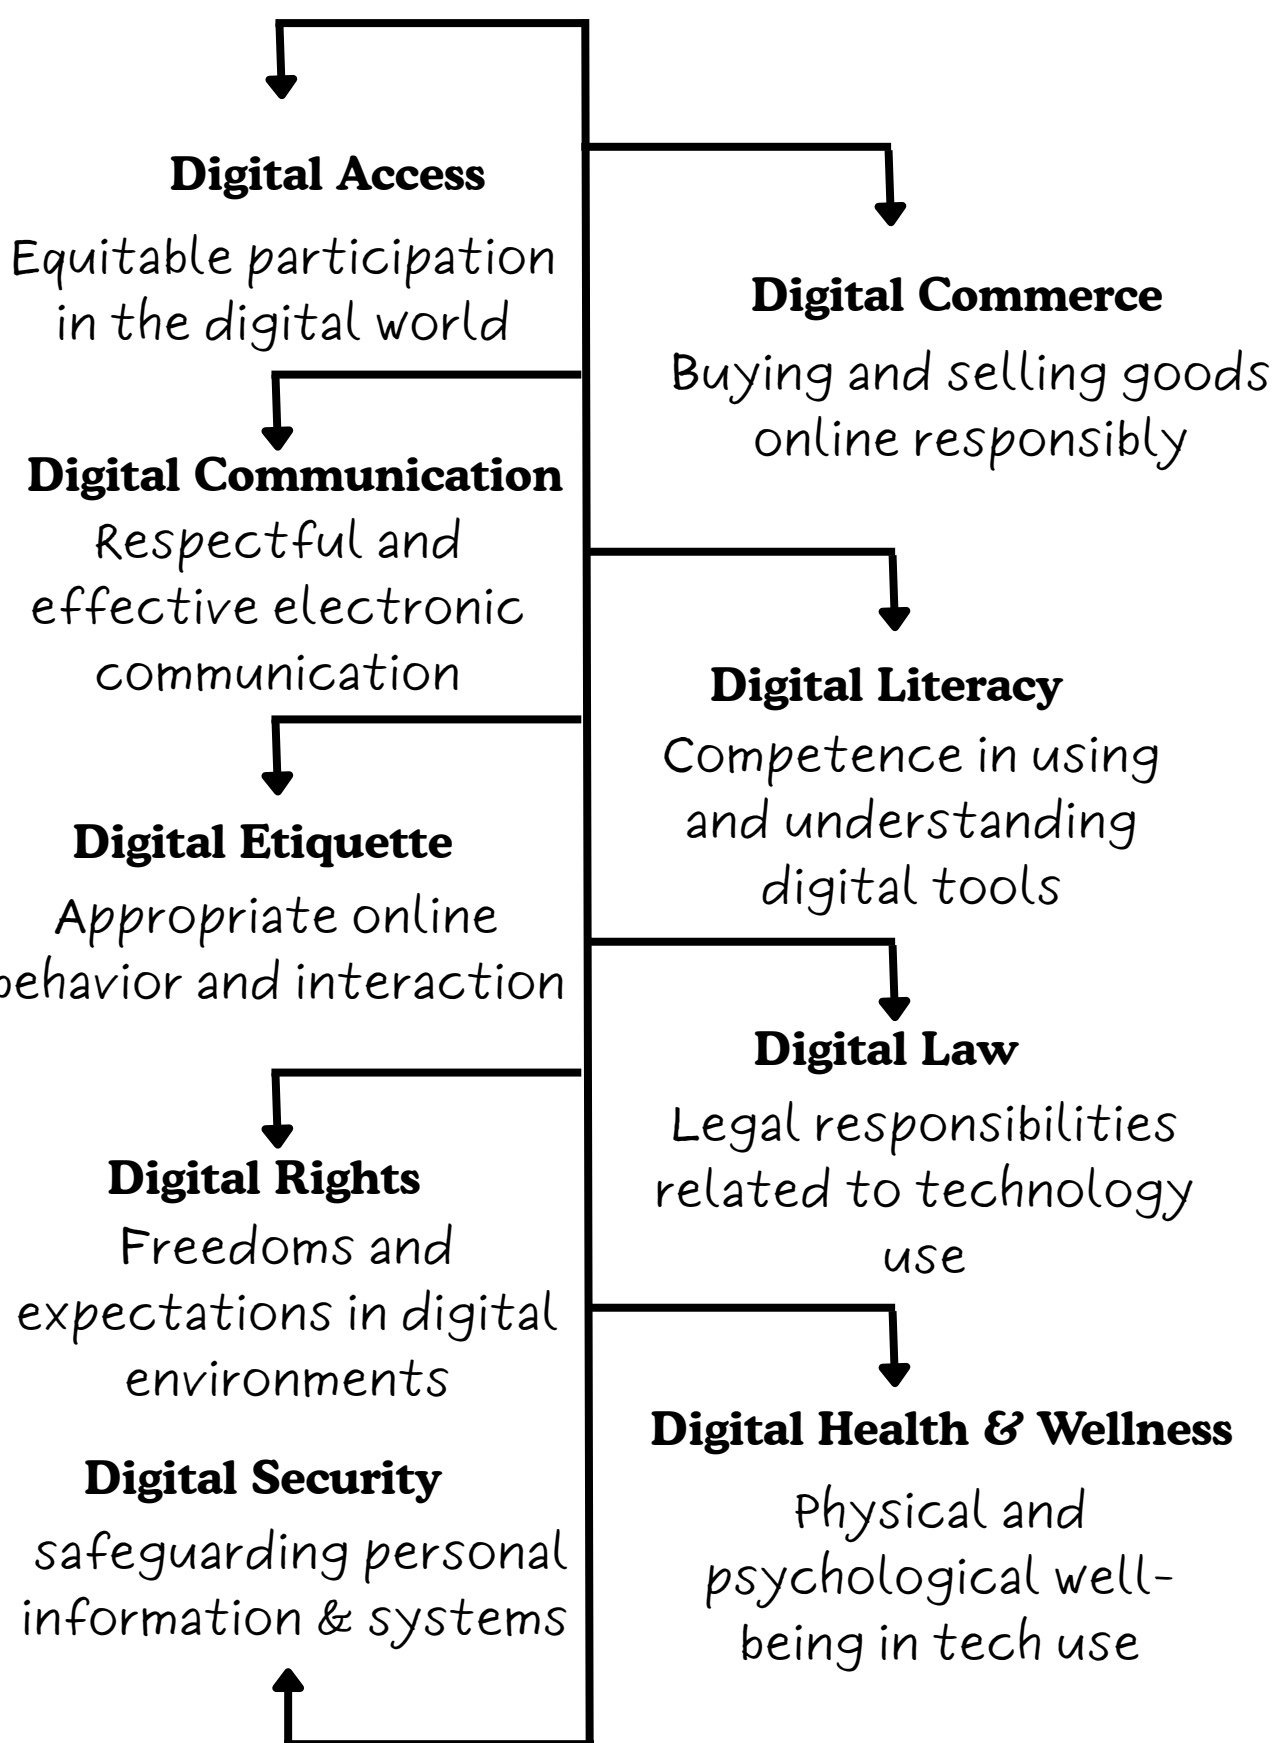 Digital Access
Equitable participation
in the digital world
Digital Commerce
Buying and selling goods
online responsibly
Digital Communication
Respectful and
effective electronic
communication
Digital Literacy
Competence in using
and understanding
digital tools
Digital Etiquette
Appropriate online
behavior and interaction
Digital Law
Legal responsibilities
related to technology
use
Digital Rights
Freedoms and
expectations in digital
environments
Digital Health & Wellness
Physical and
psychological well-
being in tech use
Digital Security
safeguarding personal
information & systems